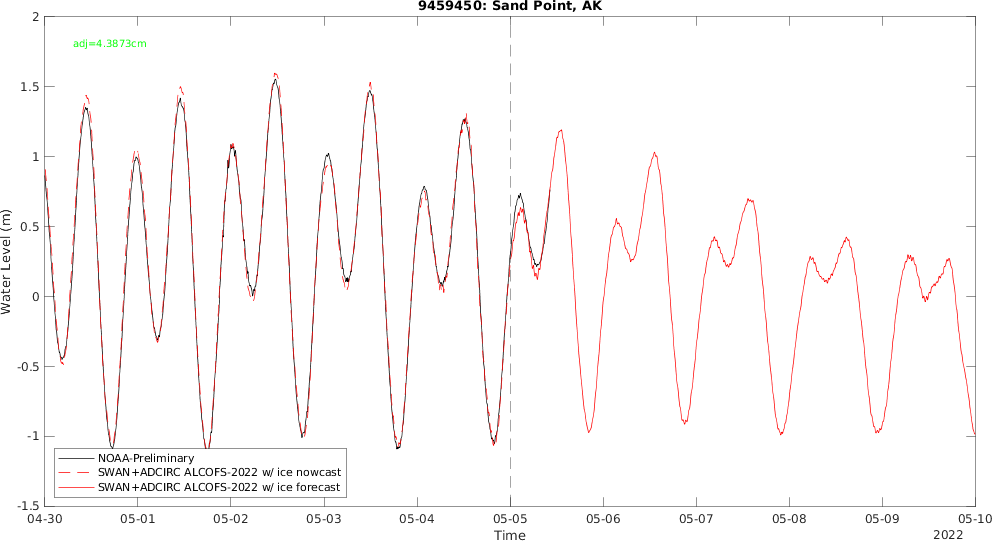 9459450: Sand Point, AK
adj=4.3873cm
Water Level (m)
2
1.5
1
0.5
0
-0.5
-1
-1.5
NOAA-Preliminary
SWAN+ADCIRC ALCOFS-2022 w/ ice nowcast
SWAN+ADCIRC ALCOFS-2022 w/ ice forecast
04-30 05-01 05-02 05-03 05-04 05-05 05-06 05-07 05-08 05-09 05-10
Time
2022